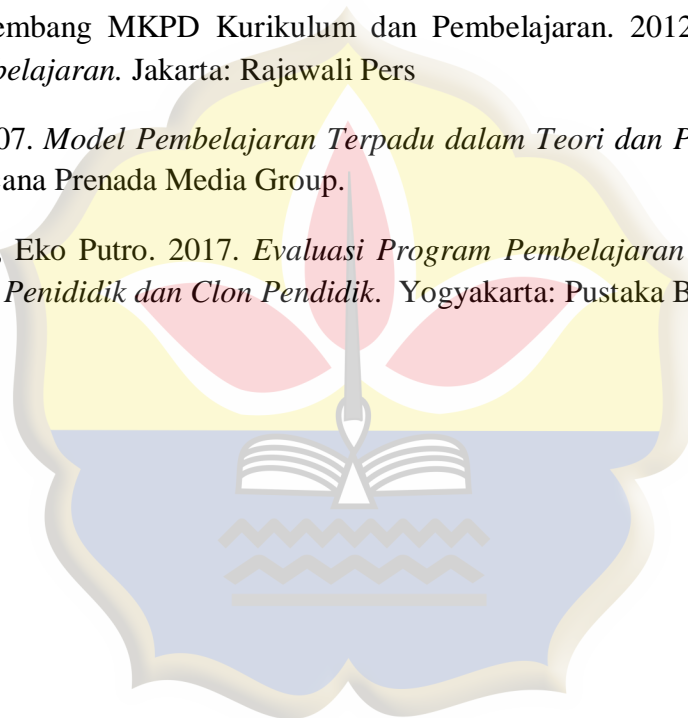 embang MKPD Kurikulum dan Pembelajaran. 2012
belajaran. Jakarta: Rajawali Pers
07. Model Pembelajaran Terpadu dalam Teori dan P
ana Prenada Media Group.
, Eko Putro. 2017. Evaluasi Program Pembelajaran
Penididik dan Clon Pendidik. Yogyakarta: Pustaka B